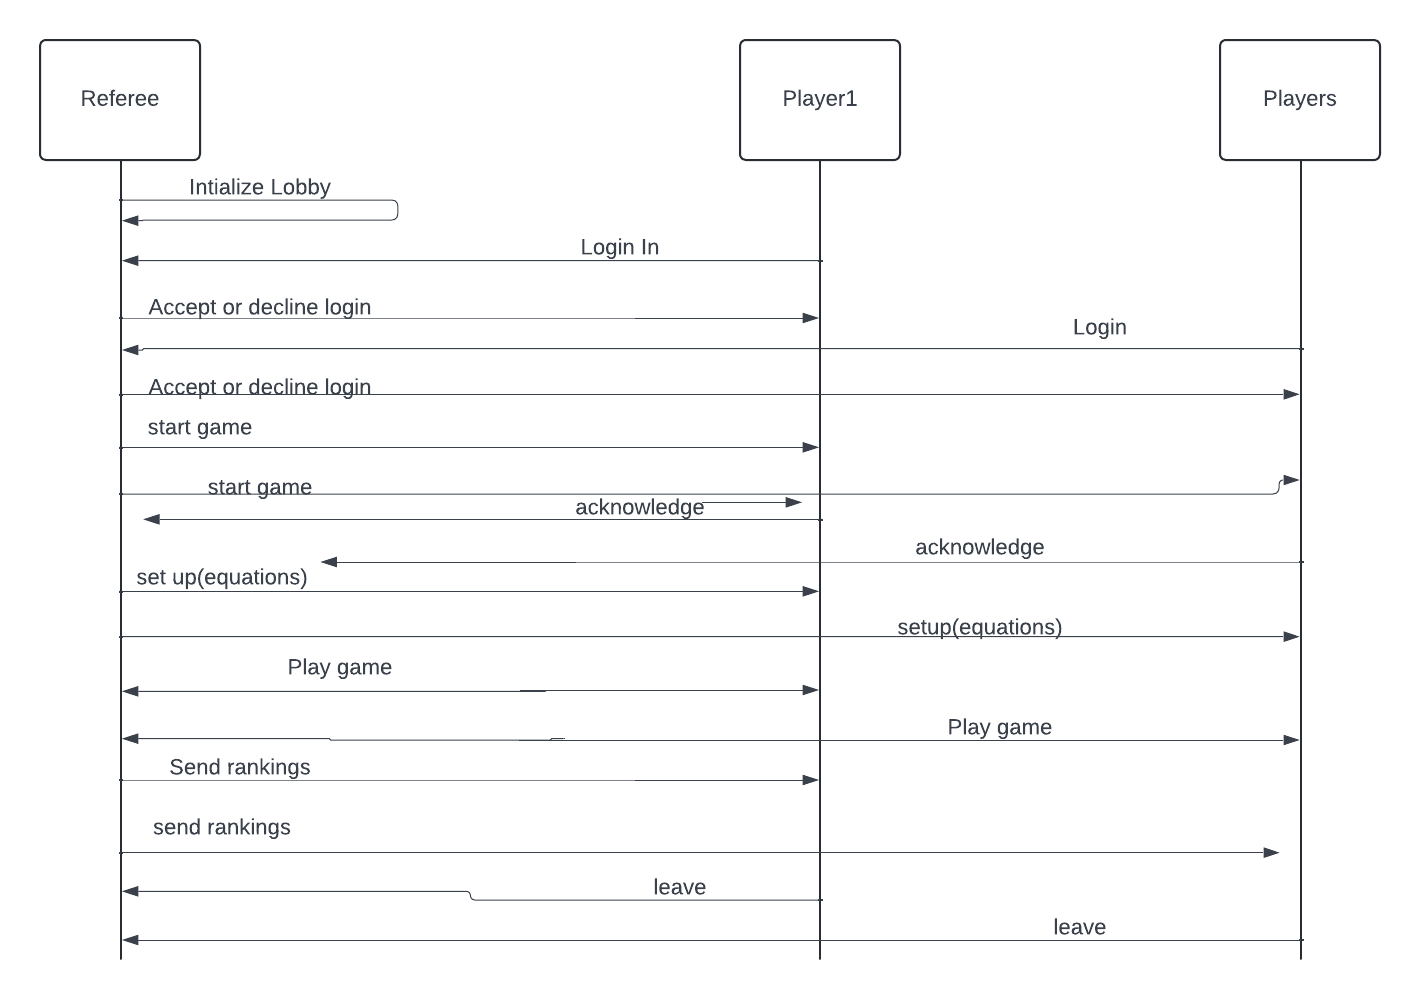 Referee
Player1
Players
Intialize Lobby
Login In
Accept or decline login
Login
Accept or decline login
start game
start game
acknowledge
acknowledge
set up(equations)
setup(equations)
Play game
Play game
Send rankings
send rankings
leave
leave